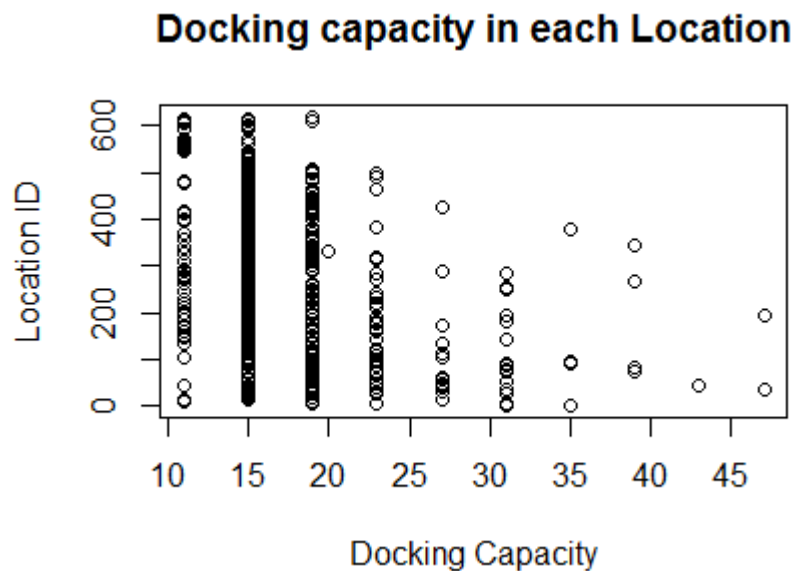 Docking capacity in each Location
Location ID
600
400
200
0
10 15 20 25 30 35 40 45
Docking Capacity